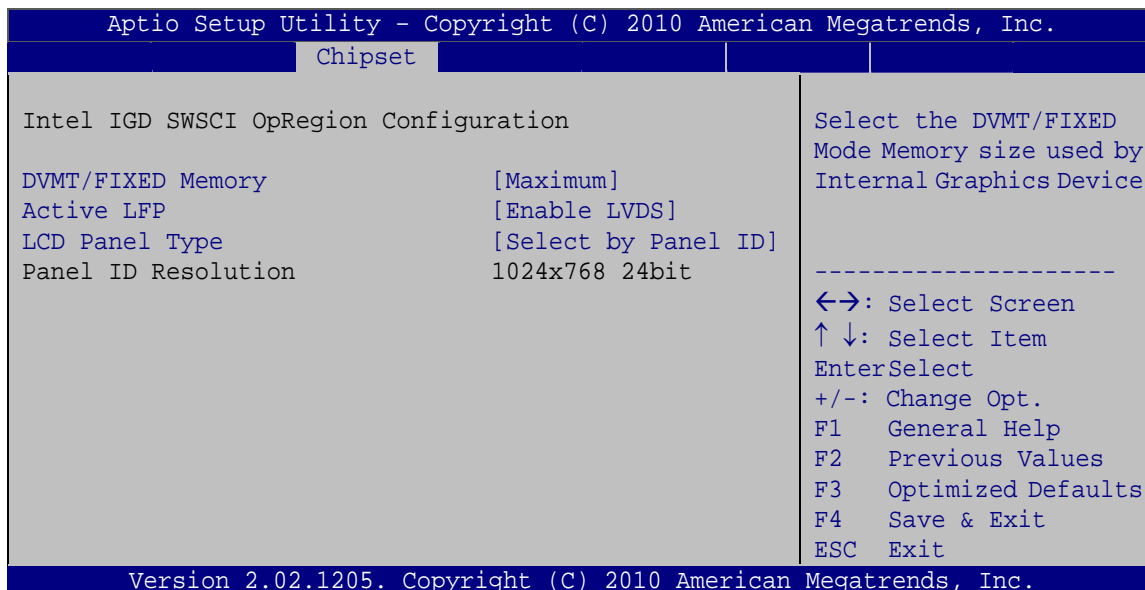 Aptio Setup Utility – Copyright (C) 2010 American Megatrends, Inc.
Chipset
Intel IGD SWSCI OpRegion Configuration
DVMT/FIXED Memory [Maximum]
Active LFP [Enable LVDS]
LCD Panel Type [Select by Panel ID]
Panel ID Resolution 1024x768 24bit
Select the DVMT/FIXED
Mode Memory size used by
Internal Graphics Device
---------------------
←→: Select Screen
↑ ↓: Select Item
EnterSelect
+/-: Change Opt.
F1 General Help
F2 Previous Values
F3 Optimized Defaults
F4 Save & Exit
ESC Exit
Version 2.02.1205. Copyright (C) 2010 American Megatrends, Inc.